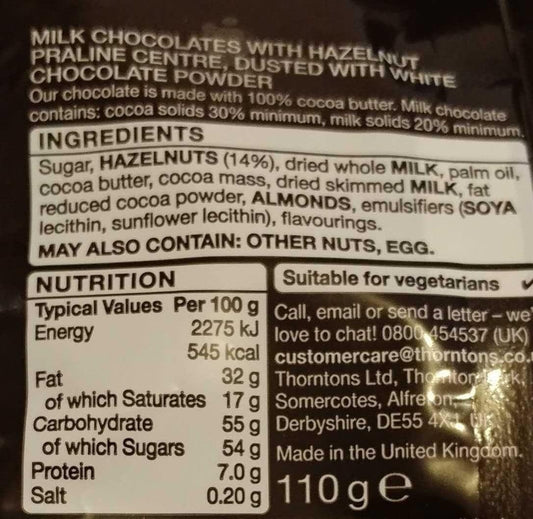 MILK CHOCOLATES WITH HAZELNUT
PRALINE CENTRE, DUSTED WITH WHITE
CHOCOLATE POWDER
Our chocolate is made with 100% cocoa butter. Milk chocolate
contains: cocoa solids 30% minimum, milk solids 20% minimum.
INGREDIENTS
Sugar, HAZELNUTS (14%), dried whole MILK, palm oil,
cocoa butter, cocoa mass, dried skimmed MILK, fat
reduced cocoa powder, ALMONDS, emulsifiers (SOYA
lecithin, sunflower lecithin), flavourings.
MAY ALSO CONTAIN: OTHER NUTS, EGG.
NUTRITION
Typical Values Per 100 g
Energy 2275 kJ
545 kcal
Fat 32 g
of which Saturates 17 g
Carbohydrate 55 g
of which Sugars 54 g
Protein 7.0 g
Salt 0.20 g
Suitable for vegetarians ✓
Call, email or send a letter – we'
love to chat! 0800 454537 (UK)
customercare@thorntons.co.
Thorntons Ltd,
Somercotes, Alfreton
Derbyshire, DE55
Made in the United Kingdom.
110 g e